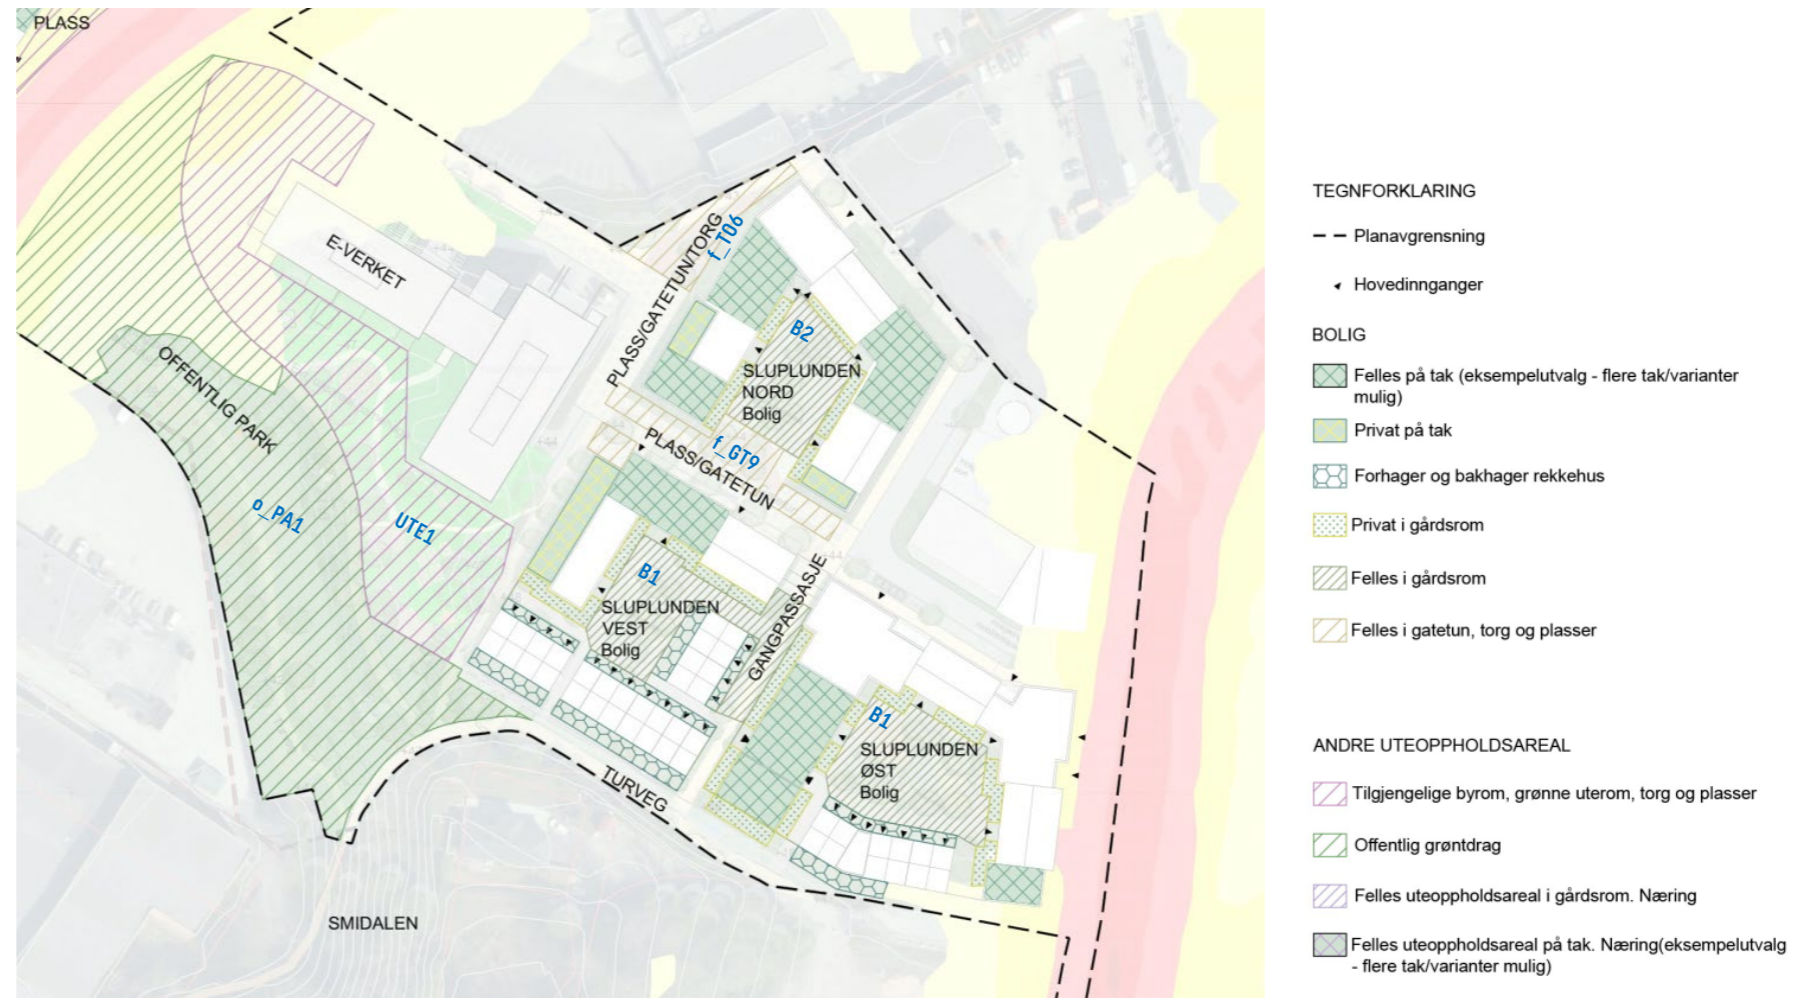 PLASS
E-VERKET
OFFENTLIG PARK
o_PA1
UTE1
PLASS/GATETUN/TORG
f_TO6
B2
SLUPLUNDEN
NORD
Bolig
f_GT9
PLASS/GATETUN
B1
SLUPLUNDEN
VEST
Bolig
GANGPASSASJE
B1
SLUPLUNDEN
ØST
Bolig
TURVEG
SMIDALEN
TEGNFORKLARING
Planavgrensning
Hovedinnganger
BOLIG
Felles på tak (eksempelutvalg - flere tak/varianter
mulig)
Privat på tak
Forhager og bakhager rekkehus
Privat i gårdsrom
Felles i gårdsrom
Felles i gatetun, torg og plasser
ANDRE UTEOPPHOLDSAREAL
Tilgjengelige byrom, grønne uterom, torg og plasser
Offentlig grøntdrag
Felles uteoppholdsareal i gårdsrom. Næring
Felles uteoppholdsareal på tak. Næring(eksempelutvalg
- flere tak/varianter mulig)